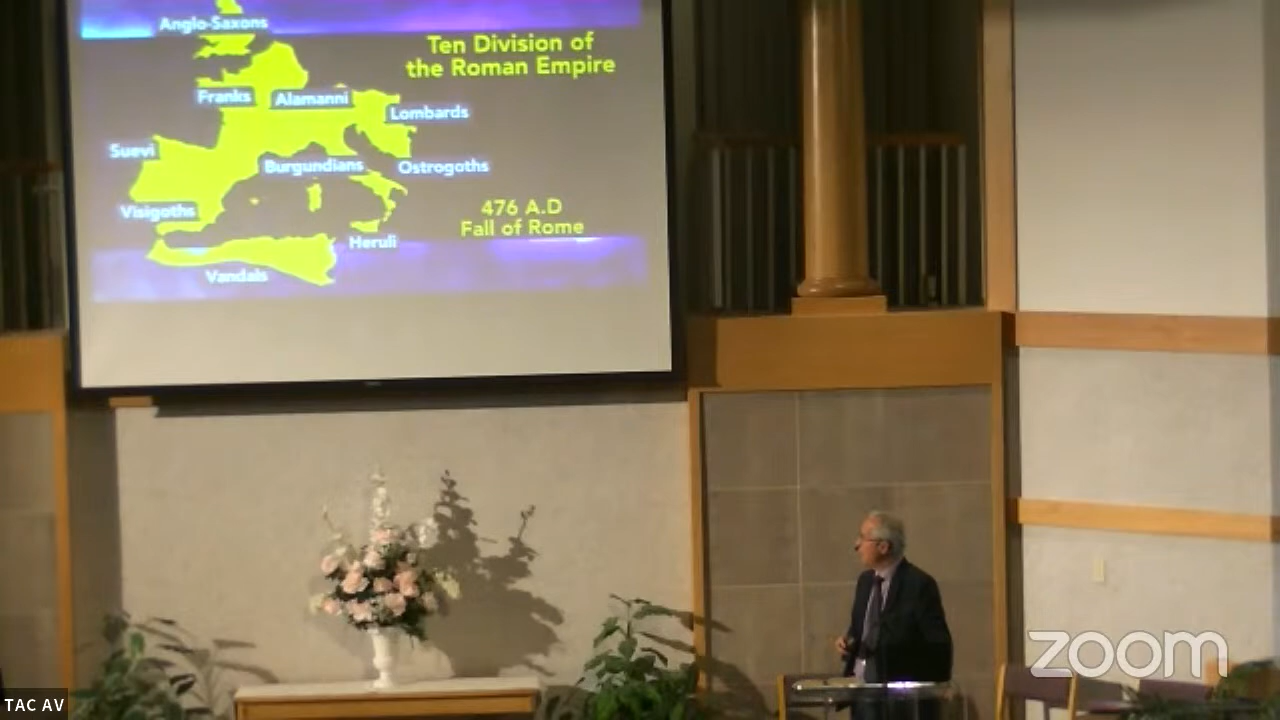 Anglo-Saxons
Ten Division of
the Roman Empire
Franks
Alamanni
Lombards
Suevi
Burgundians
Ostrogoths
Visigoths
476 A.D
Fall of Rome
Heruli
Vandals
zoom
TAC AV